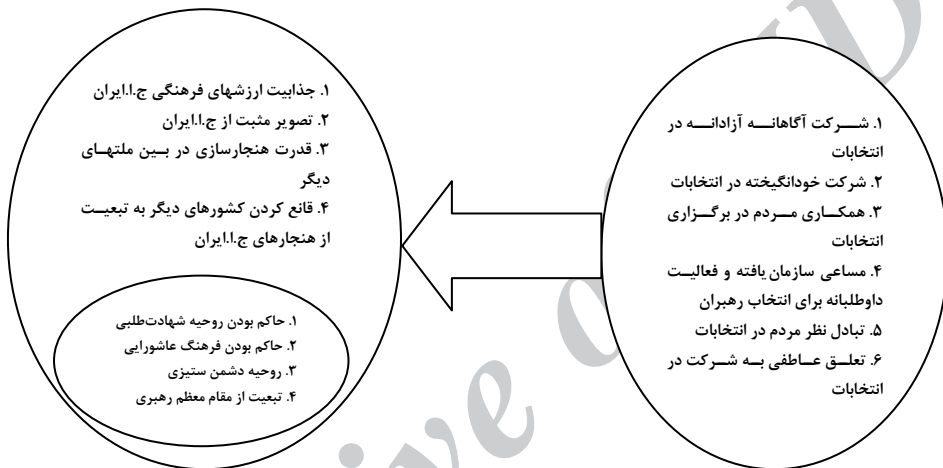 ۱. جذابیت ارزشهای فرهنگی ج.ا.ایران
۲. تصویر مثبت از ج.ا.ایران
۳. قدرت هنجارسازی در بین ملتهای
دیگر
۴. قانع کردن کشورهای دیگر به تبعیت
از هنجارهای ج.ا.ایران
۱. حاکم بودن روحیه شهادت‌طلبی
۲. حاکم بودن فرهنگ عاشورایی
۳. روحیه دشمن ستیزی
۴. تبعیت از مقام معظم رهبری
۱. شرکت آگاهانه آزادانه در
انتخابات
۲. شرکت خودانگیخته در انتخابات
۳. همکاری مردم در برگزاری
انتخابات
۴. مساعی سازمان یافته و فعالیت
داوطلبانه برای انتخاب رهبران
۵. تبادل نظر مردم در انتخابات
۶. تعلق عاطفی به شرکت در
انتخابات
ive o